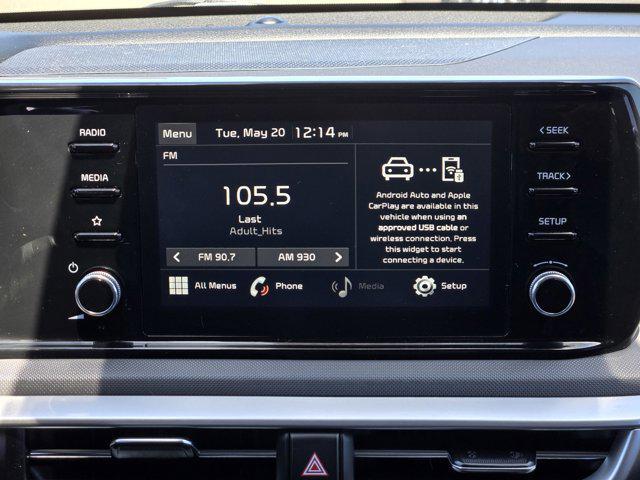 RADIO
MEDIA
Menu
Tue, May 20 12:14 PM
FM
105.5
Last
Adult_Hits
< FM 90.7
AM 930 >
Android Auto and Apple
CarPlay are available in this
vehicle when using an
approved USB cable or
wireless connection. Press
this widget to start
connecting a device.
All Menus
Phone
Media
Setup
< SEEK
TRACK >
SETUP